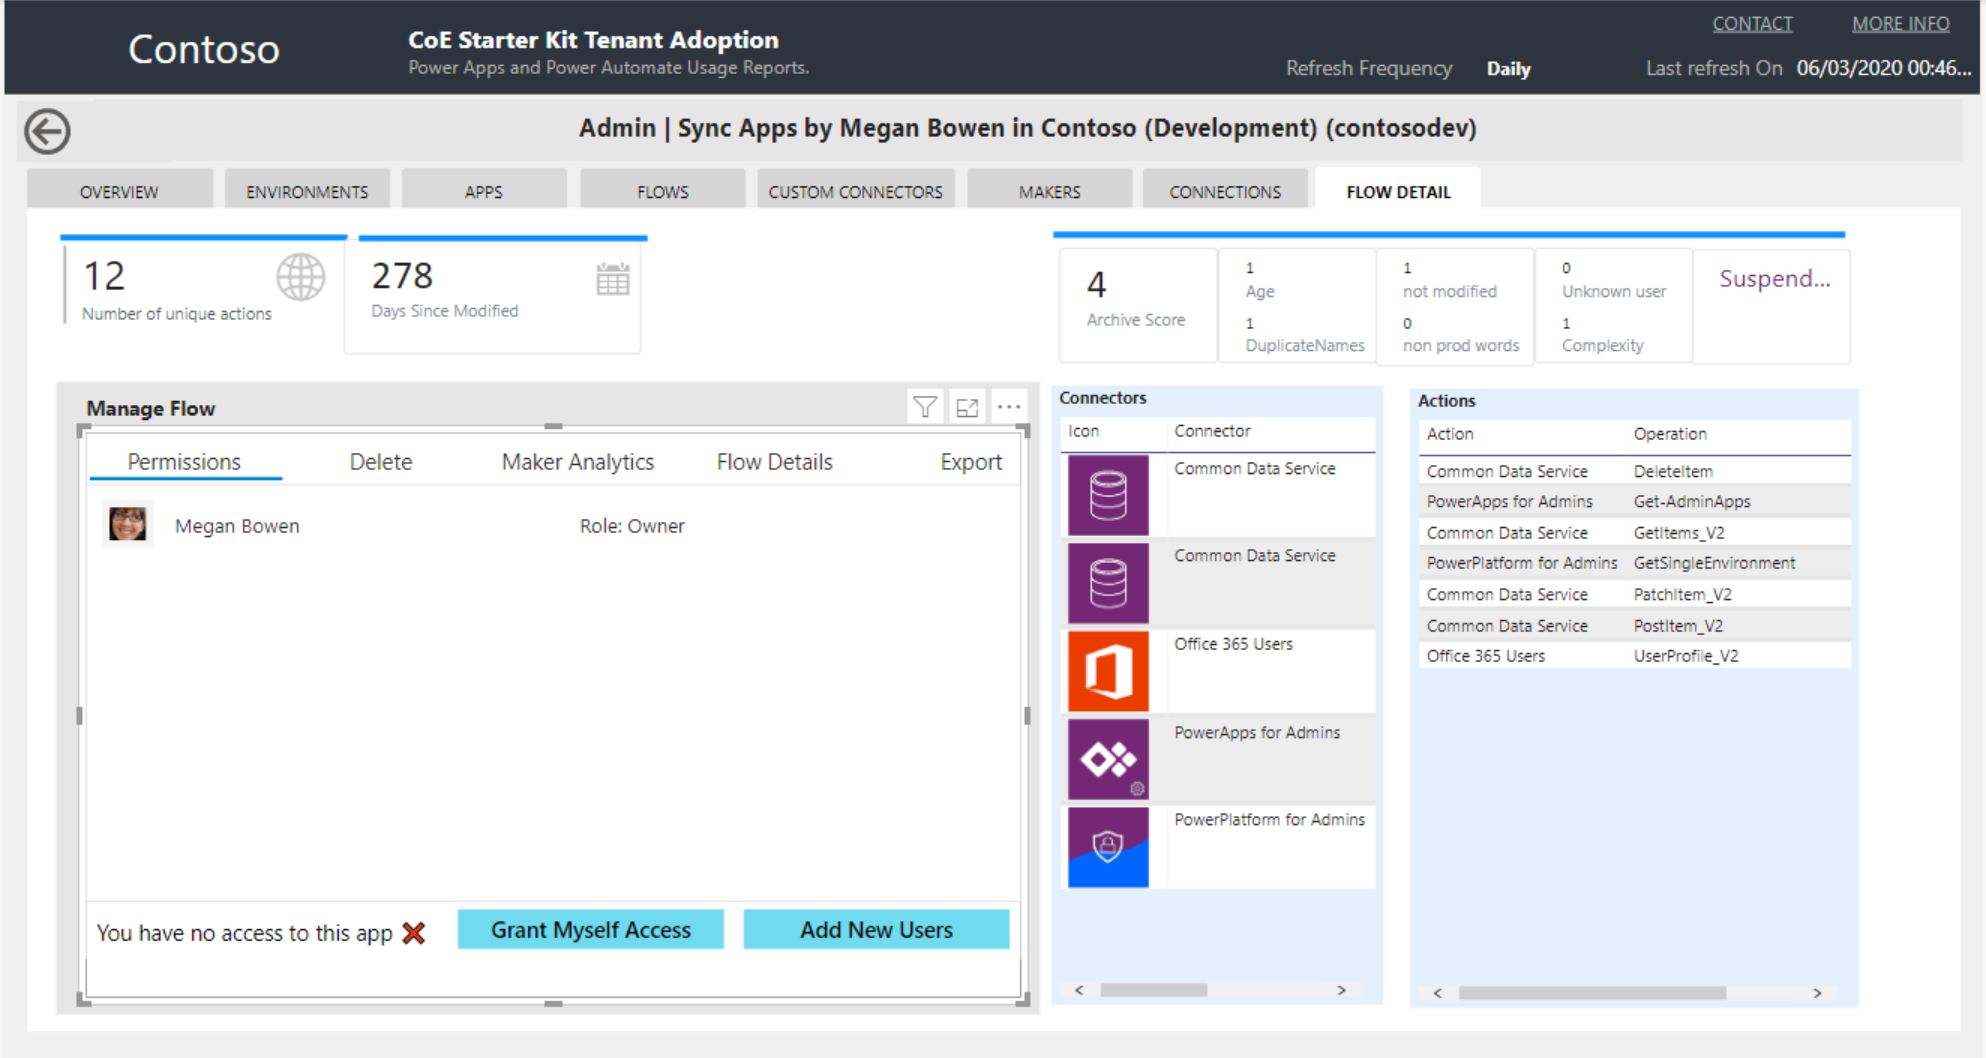 Contoso
CoE Starter Kit Tenant Adoption
Power Apps and Power Automate Usage Reports.
CONTACT
MORE INFO
Refresh Frequency Daily
Last refresh On 06/03/2020 00:46...
Admin | Sync Apps by Megan Bowen in Contoso (Development) (contosodev)
OVERVIEW
ENVIRONMENTS
APPS
FLOWS
CUSTOM CONNECTORS
MAKERS
CONNECTIONS
FLOW DETAIL
12
Number of unique actions
278
Days Since Modified
4
Archive Score
1
Age
1
DuplicateNames
1
not modified
0
non prod words
0
Unknown user
1
Complexity
Suspend...
Manage Flow
Permissions
Delete
Maker Analytics
Flow Details
Export
Megan Bowen
Role: Owner
You have no access to this app
Grant Myself Access
Add New Users
Connectors
Icon Connector
Common Data Service
Common Data Service
Office 365 Users
PowerApps for Admins
PowerPlatform for Admins
Actions
Action Operation
Common Data Service DeleteItem
PowerApps for Admins Get-AdminApps
Common Data Service GetItems_V2
PowerPlatform for Admins GetSingleEnvironment
Common Data Service PatchItem_V2
Common Data Service PostItem_V2
Office 365 Users UserProfile_V2